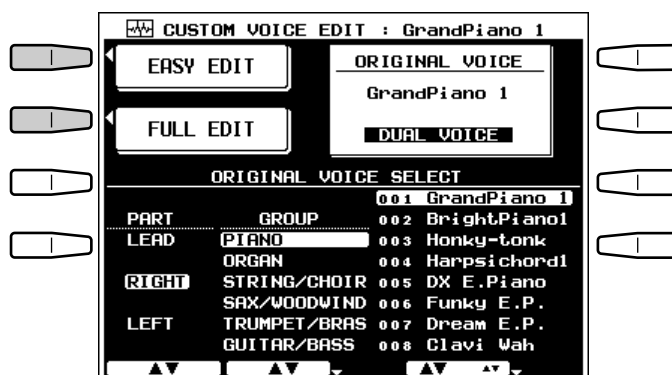 CUSTOM VOICE EDIT : GrandPiano 1
EASY EDIT
FULL EDIT
ORIGINAL VOICE
GrandPiano 1
DUAL VOICE
ORIGINAL VOICE SELECT
PART GROUP
LEAD PIANO
ORGAN
RIGHT STRING/CHOIR
SAX/WOODWIND
LEFT TRUMPET/BRAS
GUITAR/BASS
001 GrandPiano 1
002 BrightPiano1
003 Honky-tonk
004 Harpsichord1
005 DX E.Piano
006 Funky E.P.
007 Dream E.P.
008 Clavi Wah